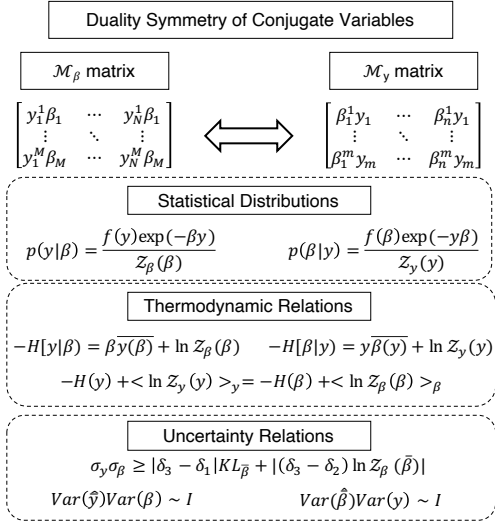 Duality Symmetry of Conjugate Variables
ℳ_β matrix ℳ_y matrix
[y_1^1β_1 ⋯ y_N^1β_1] [β_1^1y_1 ⋯ β_n^1y_1]
[⋮ ⋱ ⋮] [⋮ ⋱ ⋮]
[y_1^Mβ_M ⋯ y_N^Mβ_M] [β_1^my_m ⋯ β_n^my_m]
Statistical Distributions
p(y|β) = f(y)exp(−βy) / 𝒵_β(β) p(β|y) = f(β)exp(−yβ) / 𝒵_y(y)
Thermodynamic Relations
−H[y|β) = β\overline{y(β)} + ln 𝒵_β(β) −H[β|y) = y\overline{β(y)} + ln 𝒵_y(y)
−H(y) + < ln 𝒵_y(y) >_y = −H(β) + < ln 𝒵_β(β) >_β
Uncertainty Relations
σ_yσ_β ≥ |δ_3 − δ_1|KL_{\bar{β}} + |(δ_3 − δ_2) ln 𝒵_β (\bar{β})|
Var(ŷ)Var(β) ~ I Var(\hat{β})Var(y) ~ I